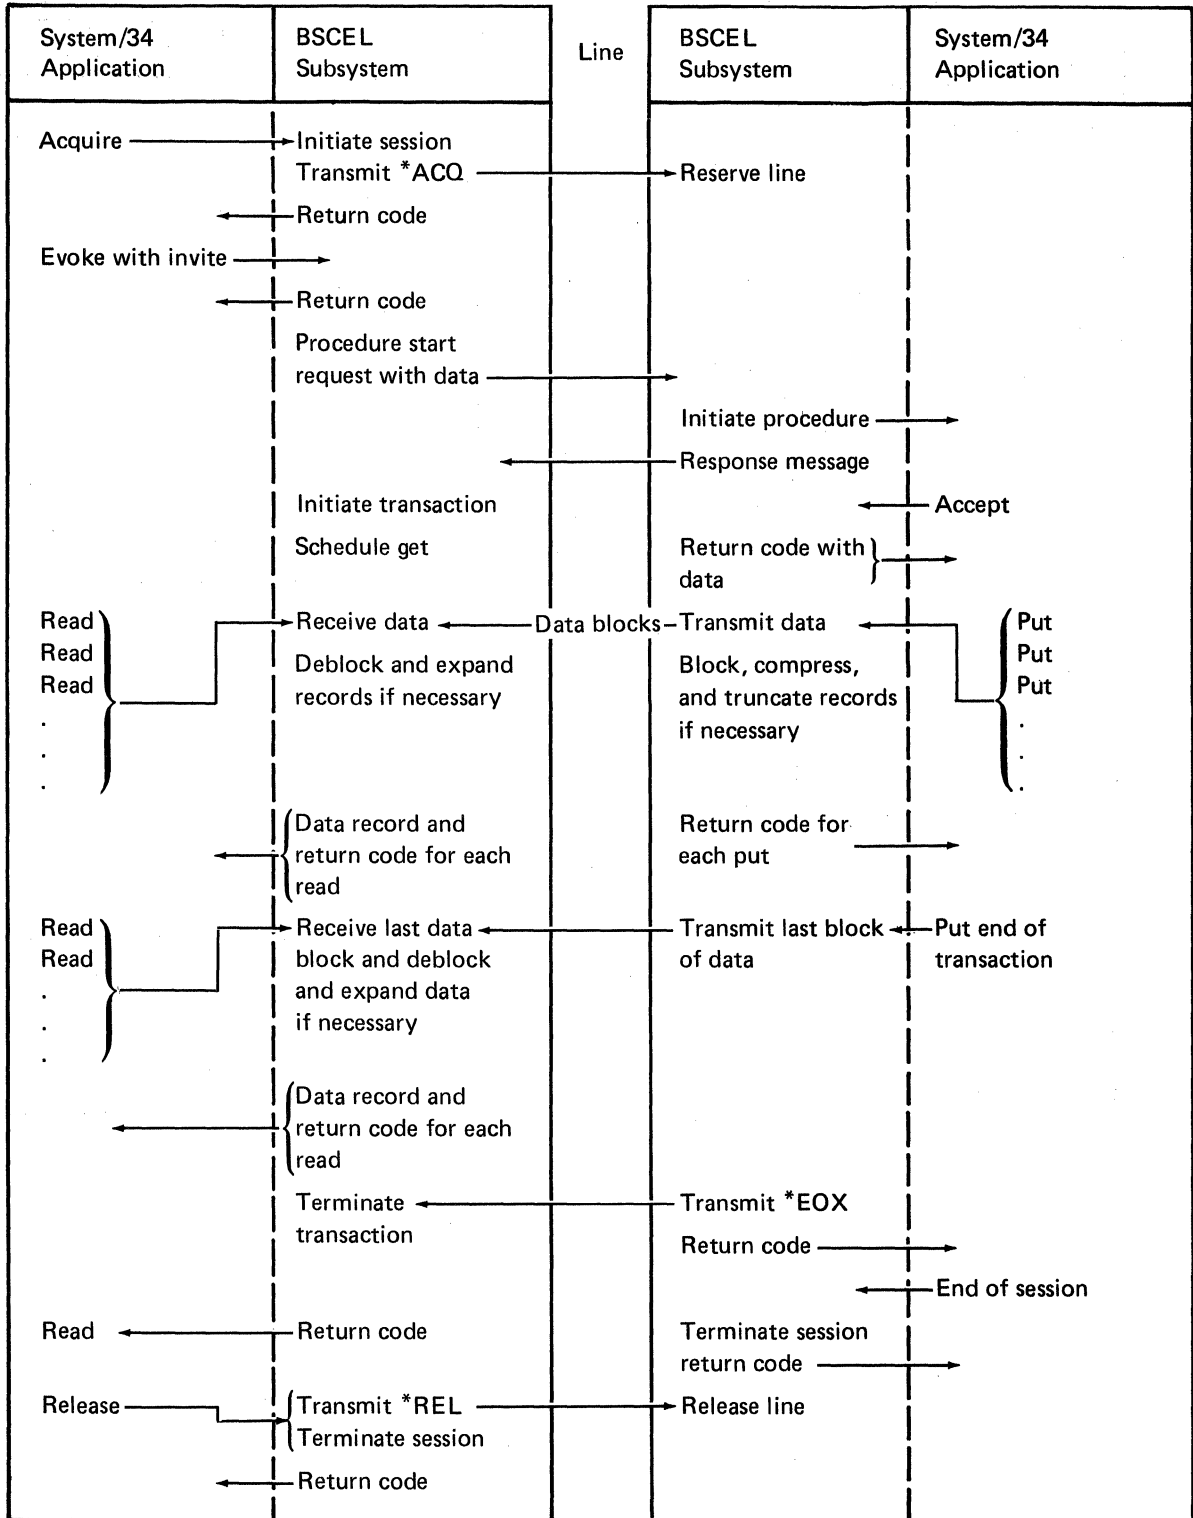 System/34
Application
BSCEL
Subsystem
Line
BSCEL
Subsystem
System/34
Application
Acquire
Initiate session
Transmit *ACQ
Reserve line
Return code
Evoke with invite
Return code
Procedure start
request with data
Initiate procedure
Response message
Initiate transaction
Accept
Schedule get
Return code with
data
Read
Read
Read
.
.
.
Receive data
Data blocks
Transmit data
Put
Put
Put
.
.
.
Deblock and expand
records if necessary
Block, compress,
and truncate records
if necessary
Data record and
return code for each
read
Return code for
each put
Read
Read
.
.
.
Receive last data
block and deblock
and expand data
if necessary
Transmit last block
of data
Put end of
transaction
Data record and
return code for each
read
Terminate
transaction
Transmit *EOX
Return code
End of session
Read
Return code
Terminate session
return code
Release
Transmit *REL
Terminate session
Release line
Return code